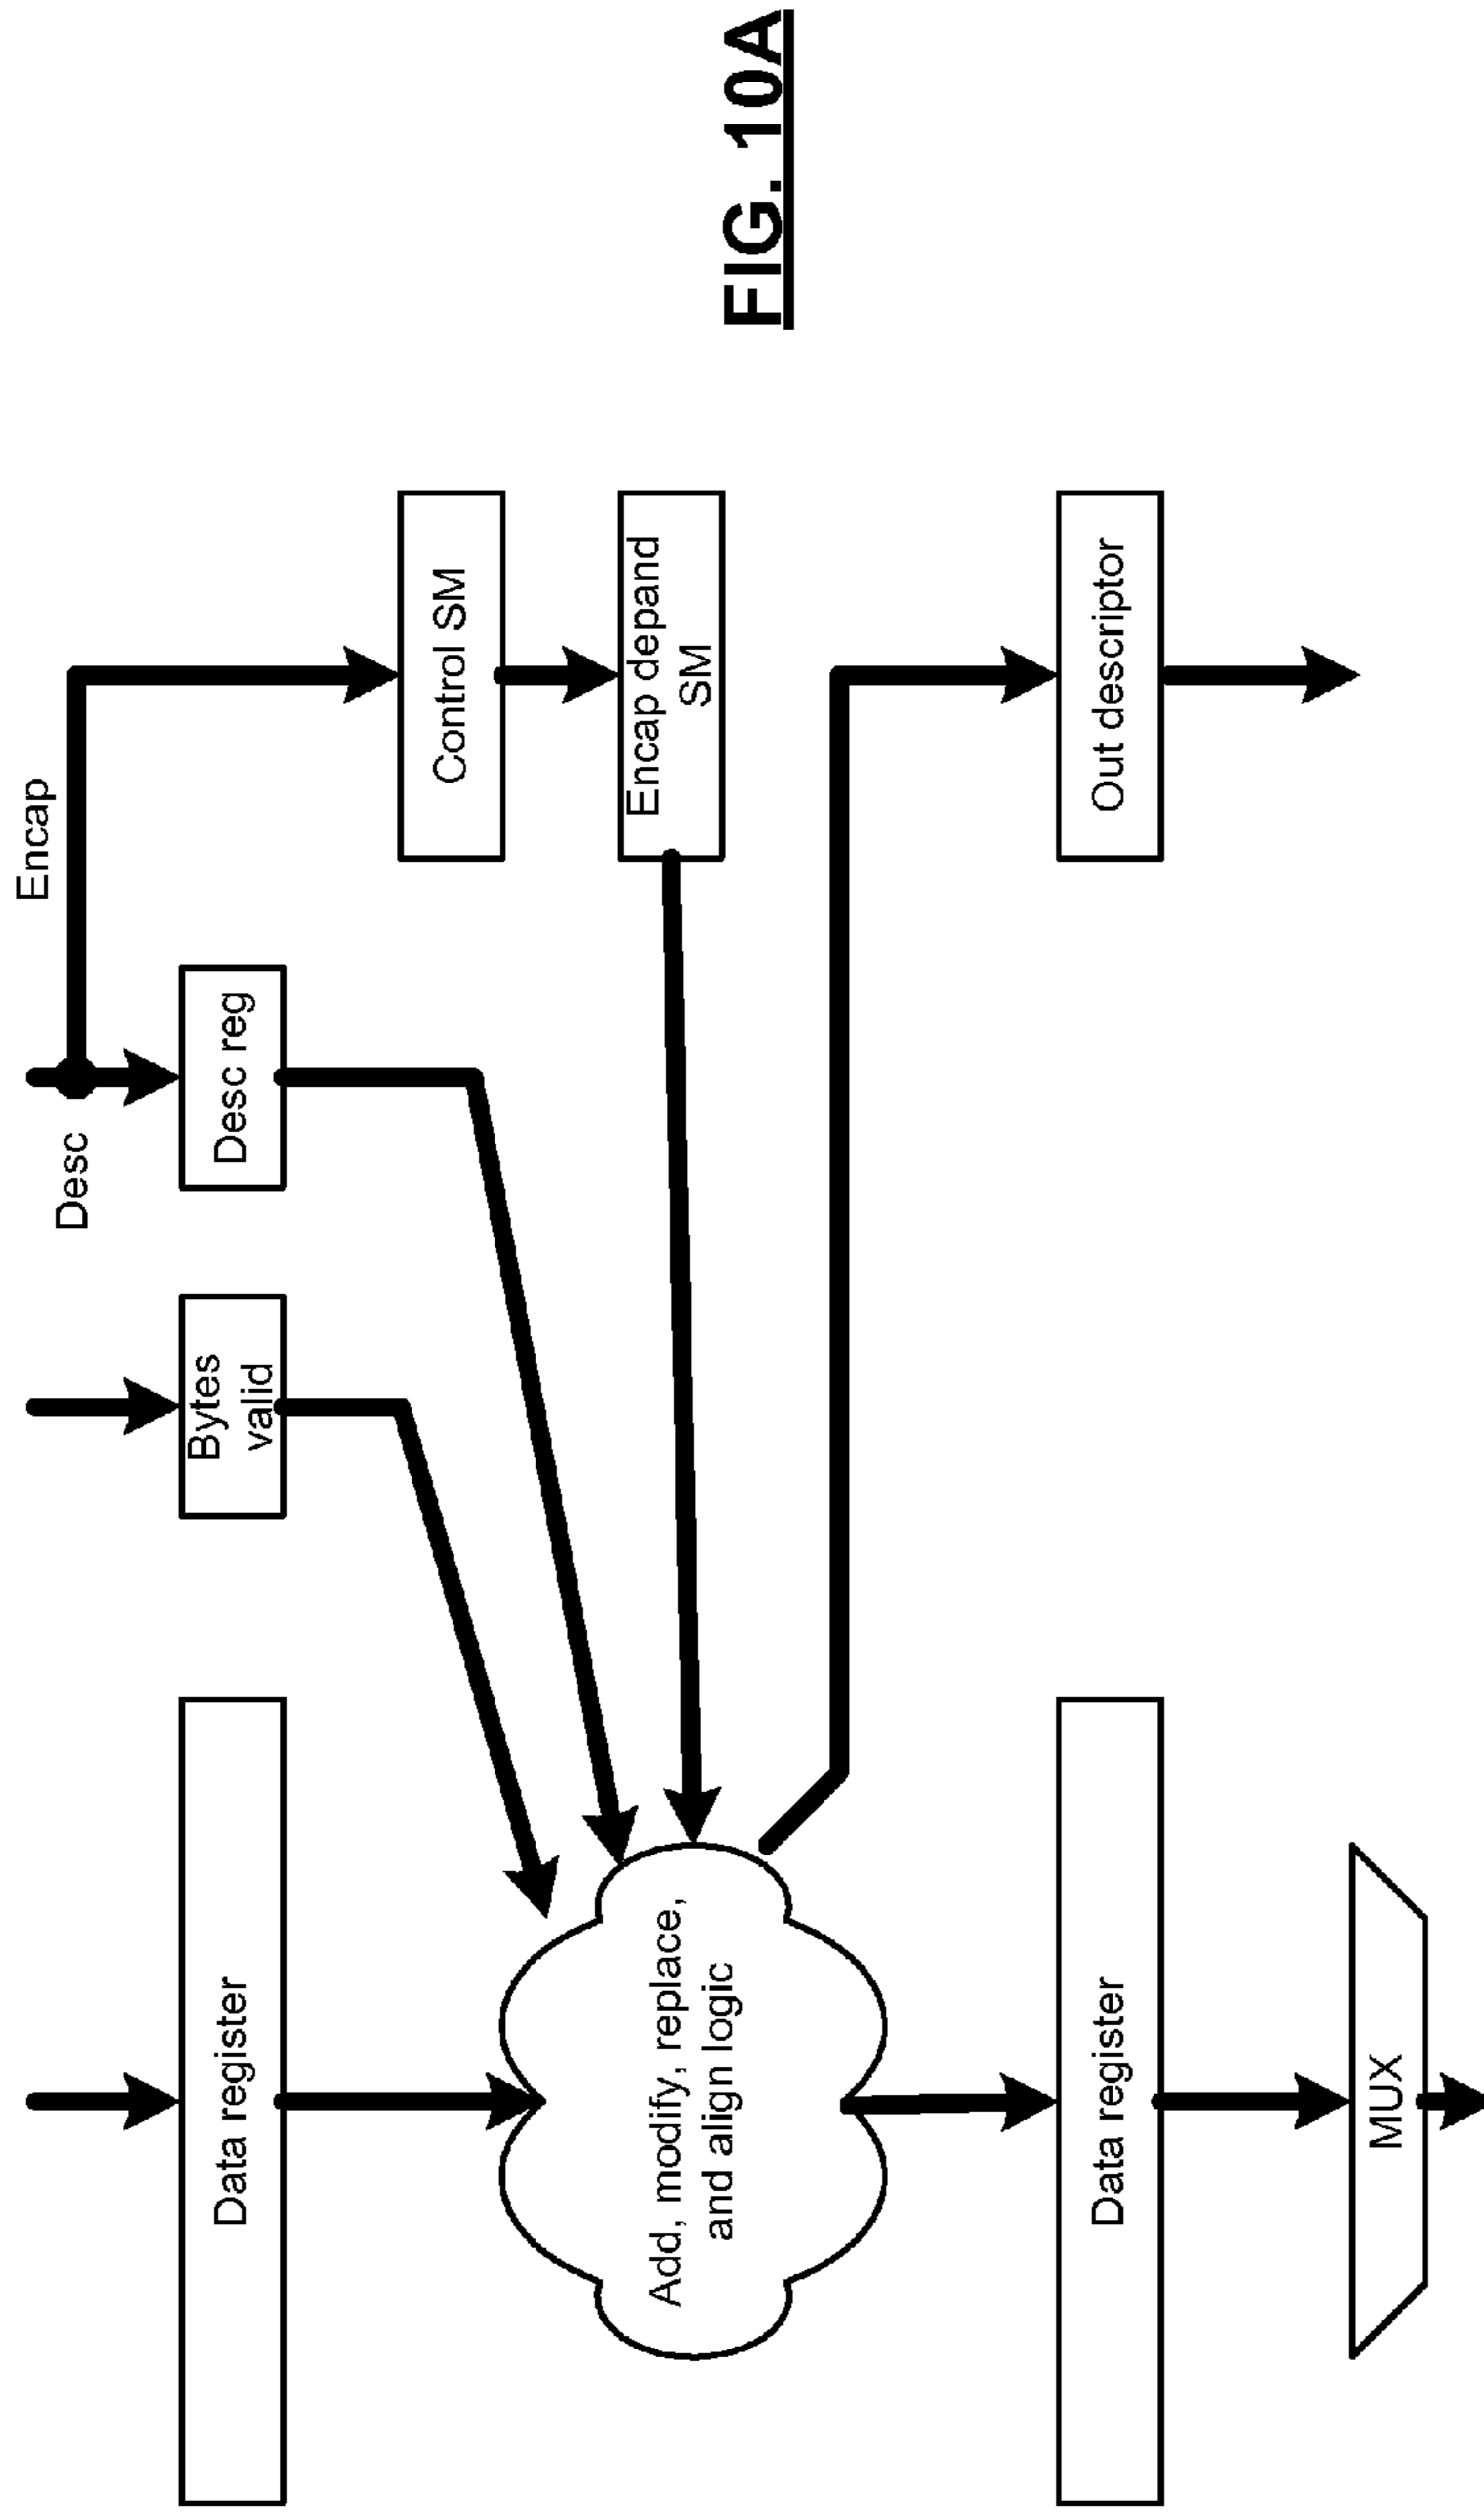 Encap
Desc
Data register
Bytes
valid
Desc reg
Control SM
Encap depand
SM
Add, modify, replace,
and align logic
Data register
Out descriptor
MUX
FIG. 10A